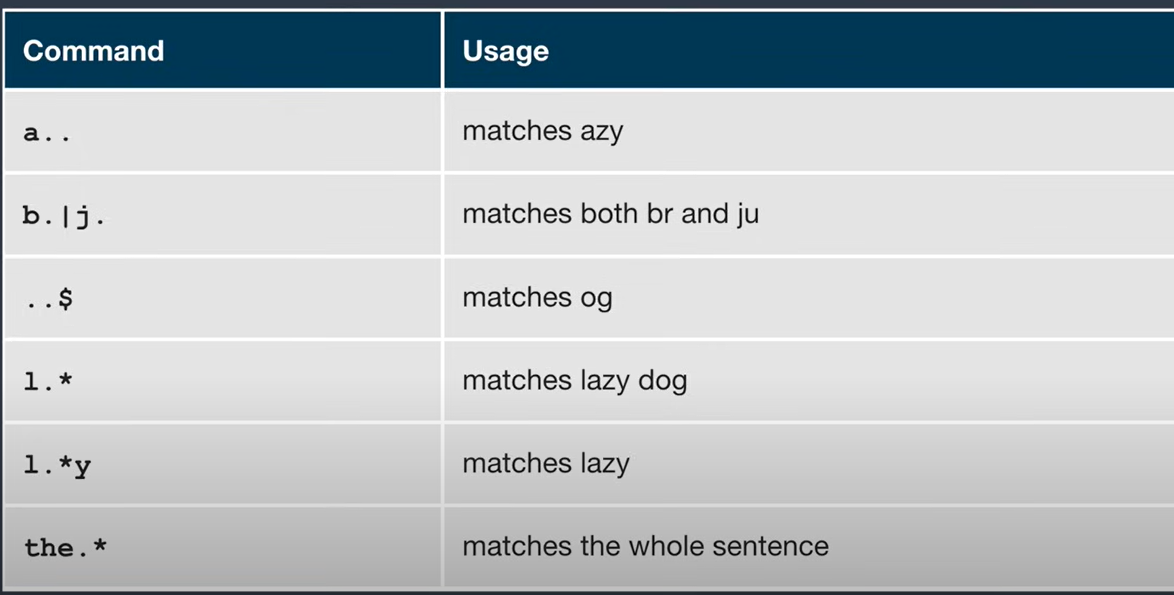 Command Usage
a.. matches azy
b.|j. matches both br and ju
..$ matches og
l.* matches lazy dog
l.*y matches lazy
the.* matches the whole sentence